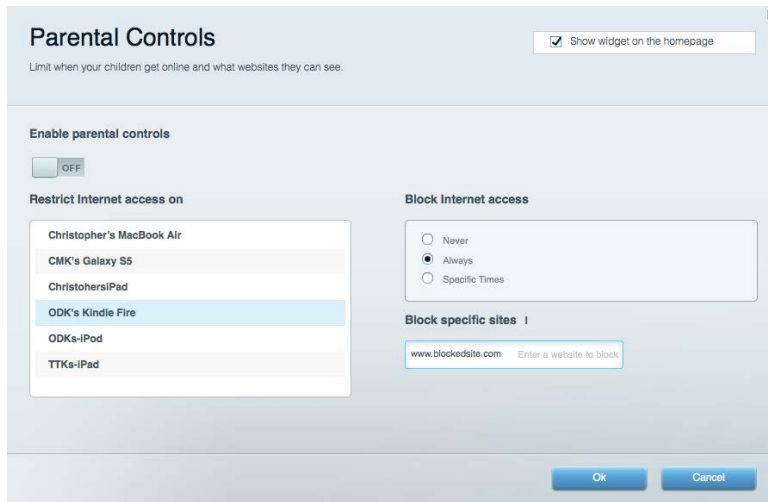 Parental Controls
Show widget on the homepage
Limit when your children get online and what websites they can see.
Enable parental controls
OFF
Restrict Internet access on
Christopher's MacBook Air
CMK's Galaxy S5
ChristohersiPad
ODK's Kindle Fire
ODKs-iPod
TTKs-iPad
Block Internet access
Never
Always
Specific Times
Block specific sites I
www.blockedsite.com Enter a website to block
Ok
Cancel